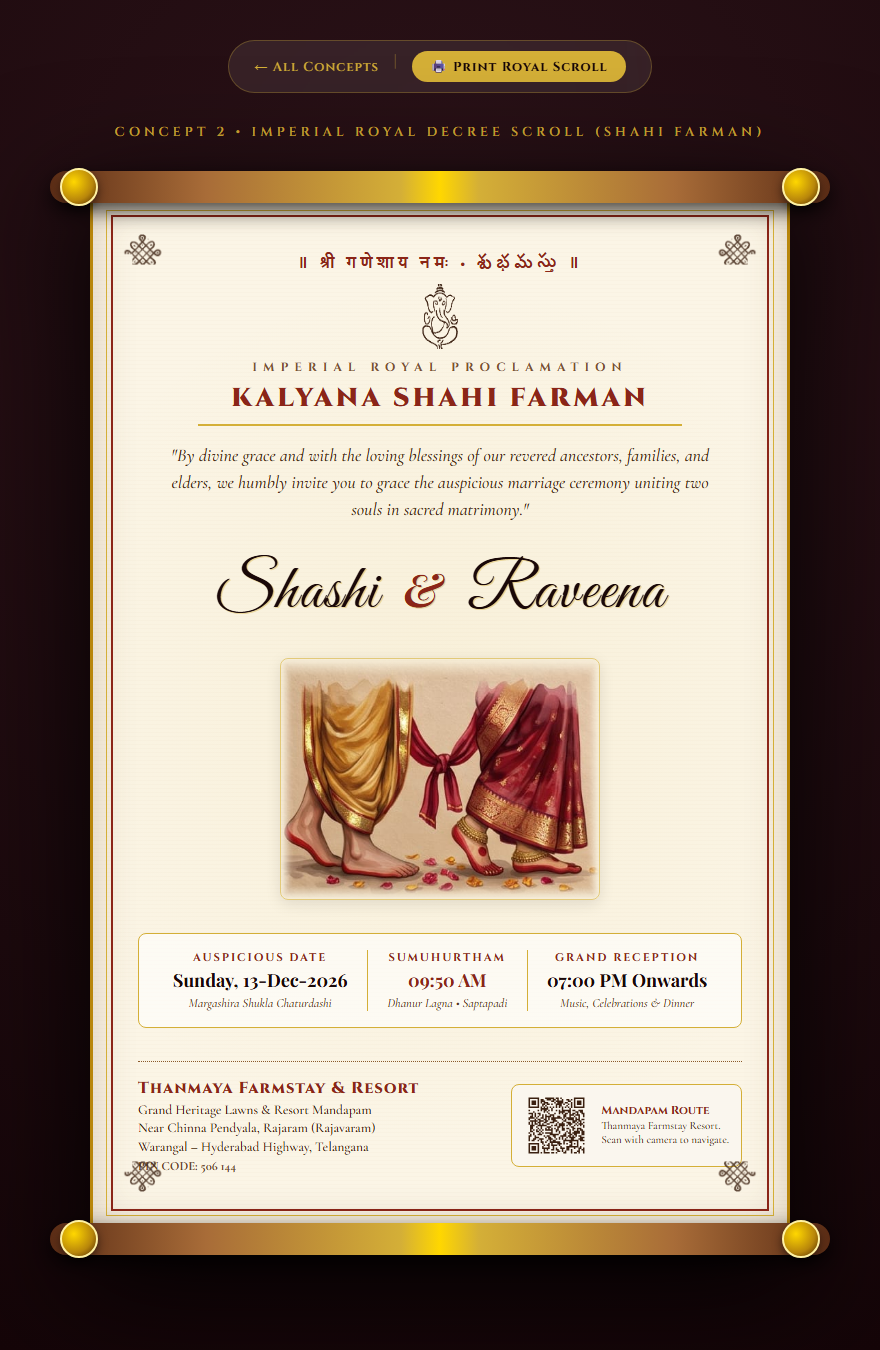 ← All Concepts
Print Royal Scroll
CONCEPT 2 • IMPERIAL ROYAL DECREE SCROLL (SHAHI FARMAN)
॥ श्री गणेशाय नमः • శుభమస్తు ॥
IMPERIAL ROYAL PROCLAMATION
KALYANA SHAHI FARMAN
"By divine grace and with the loving blessings of our revered ancestors, families, and
elders, we humbly invite you to grace the auspicious marriage ceremony uniting two
souls in sacred matrimony."
Shashi & Raveena
AUSPICIOUS DATE
Sunday, 13-Dec-2026
Margashira Shukla Chaturdashi
SUMUHURTHAM
09:50 AM
Dhanur Lagna • Saptapadi
GRAND RECEPTION
07:00 PM Onwards
Music, Celebrations & Dinner
Thanmaya Farmstay & Resort
Grand Heritage Lawns & Resort Mandapam
Near Chinna Pendyala, Rajaram (Rajavaram)
Warangal – Hyderabad Highway, Telangana
PIN CODE: 506 144
Mandapam Route
Thanmaya Farmstay Resort.
Scan with camera to navigate.